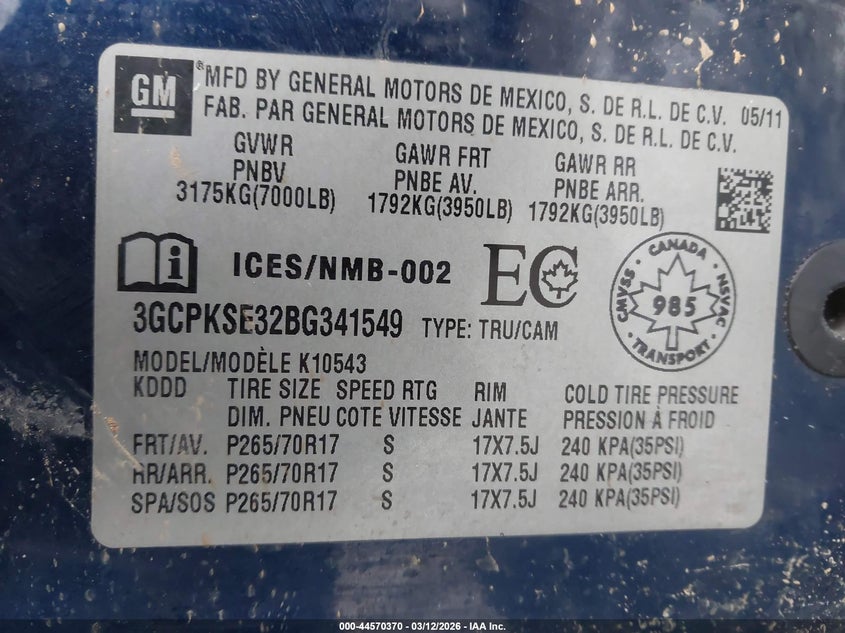 GM ® MFD BY GENERAL MOTORS DE MEXICO, S. DE R.L. DE C.V. 05/11
FAB. PAR GENERAL MOTORS DE MEXICO, S. DE R.L. DE C.V.
GVWR GAWR FRT GAWR RR
PNBV PNBE AV. PNBE ARR.
3175KG(7000LB) 1792KG(3950LB) 1792KG(3950LB)
i ICES/NMB-002 EC
CANADA
CMVSS 985 NSVAC
TRANSPORT
3GCPKSE32BG341549 TYPE: TRU/CAM
MODEL/MODÈLE K10543
KDDD TIRE SIZE SPEED RTG RIM COLD TIRE PRESSURE
DIM. PNEU COTE VITESSE JANTE PRESSION À FROID
FRT/AV. P265/70R17 S 17X7.5J 240 KPA(35PSI)
RR/ARR. P265/70R17 S 17X7.5J 240 KPA(35PSI)
SPA/SOS P265/70R17 S 17X7.5J 240 KPA(35PSI)
000-44570370 - 03/12/2026 - IAA Inc.